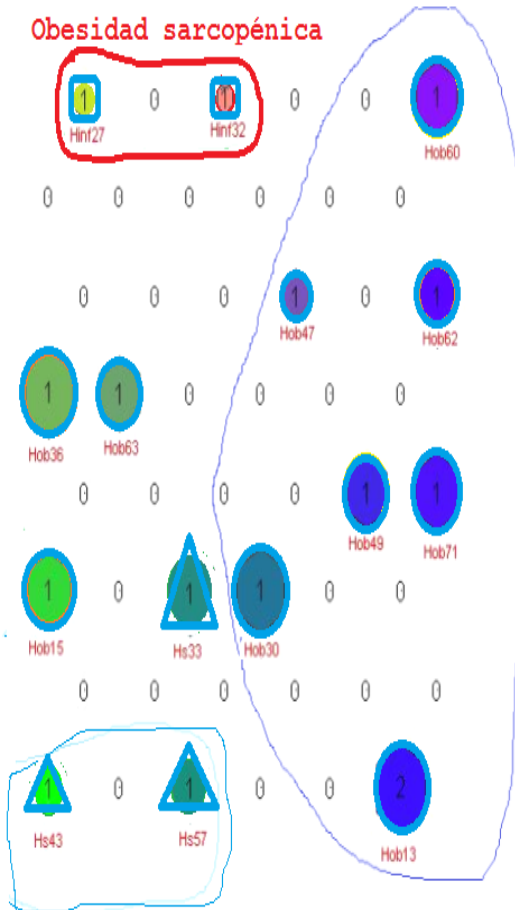 Obesidad sarcopénica
1 0 1 0 0 1
Hinf27 Hinf32 Hob60
0 0 0 0 0 0
0 0 0 1 0 1
Hob47 Hob62
1 1 0 0 0 0
Hob36 Hob63
0 0 0 0 1 1
Hob49 Hob71
1 0 1 1 0 0
Hob15 Hs33 Hob30
0 0 0 0 0 0
1 0 1 0 0 2
Hs43 Hs57 Hob13